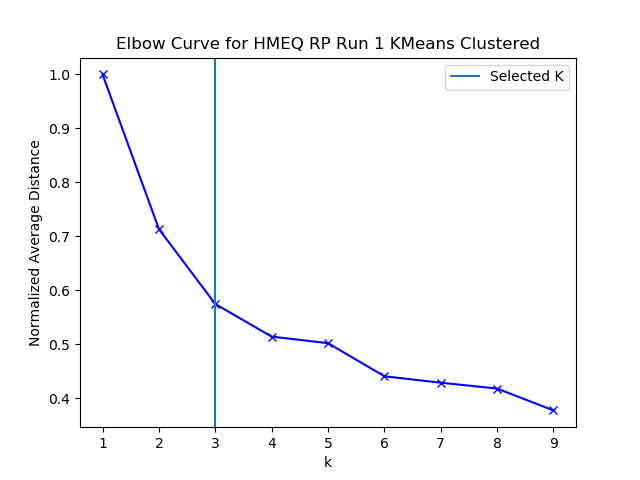 Elbow Curve for HMEQ RP Run 1 KMeans Clustered
Selected K
Normalized Average Distance
1.0
0.9
0.8
0.7
0.6
0.5
0.4
1 2 3 4 5 6 7 8 9
k